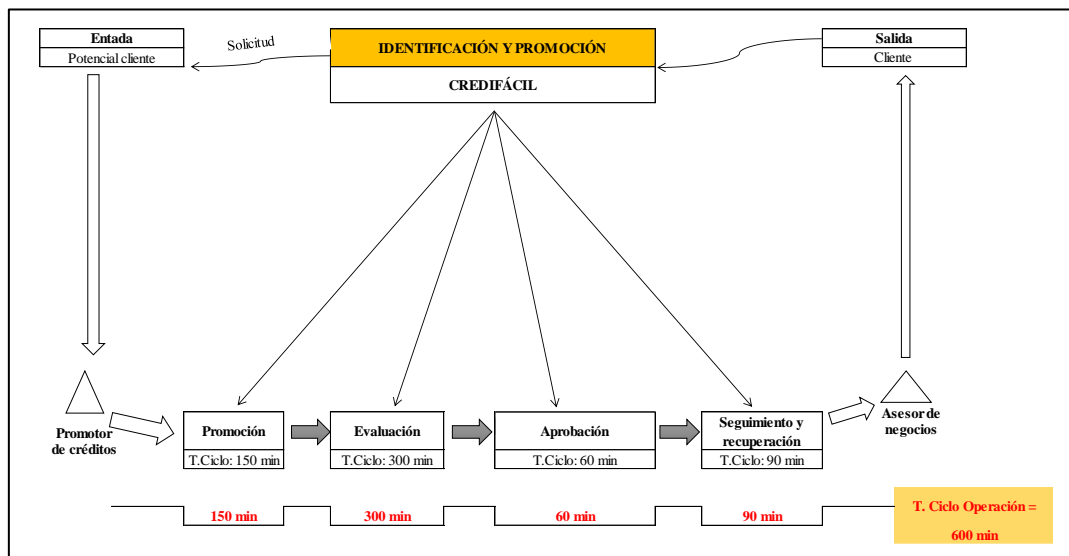 Entada
Potencial cliente
Solicitud
IDENTIFICACIÓN Y PROMOCIÓN
CREDIFÁCIL
Salida
Cliente
Promotor
de créditos
Promoción
T.Ciclo: 150 min
Evaluación
T.Ciclo: 300 min
Aprobación
T.Ciclo: 60 min
Seguimiento y
recuperación
T.Ciclo: 90 min
Asesor de
negocios
150 min
300 min
60 min
90 min
T. Ciclo Operación =
600 min